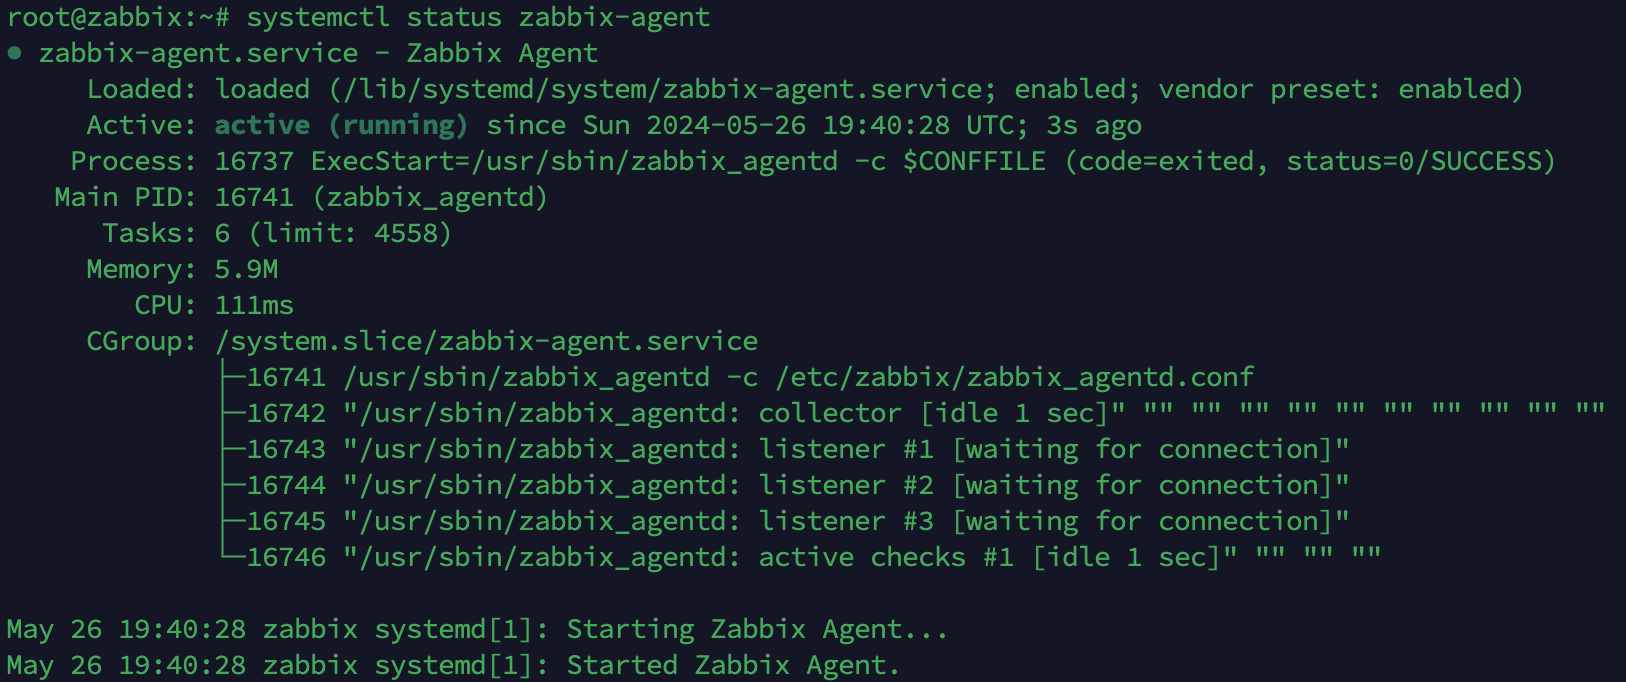 root@zabbix:~# systemctl status zabbix-agent
● zabbix-agent.service - Zabbix Agent
     Loaded: loaded (/lib/systemd/system/zabbix-agent.service; enabled; vendor preset: enabled)
     Active: active (running) since Sun 2024-05-26 19:40:28 UTC; 3s ago
    Process: 16737 ExecStart=/usr/sbin/zabbix_agentd -c $CONFFILE (code=exited, status=0/SUCCESS)
   Main PID: 16741 (zabbix_agentd)
      Tasks: 6 (limit: 4558)
     Memory: 5.9M
        CPU: 111ms
     CGroup: /system.slice/zabbix-agent.service
             ├─16741 /usr/sbin/zabbix_agentd -c /etc/zabbix/zabbix_agentd.conf
             ├─16742 "/usr/sbin/zabbix_agentd: collector [idle 1 sec]" "" "" "" "" "" "" "" "" "" ""
             ├─16743 "/usr/sbin/zabbix_agentd: listener #1 [waiting for connection]"
             ├─16744 "/usr/sbin/zabbix_agentd: listener #2 [waiting for connection]"
             ├─16745 "/usr/sbin/zabbix_agentd: listener #3 [waiting for connection]"
             └─16746 "/usr/sbin/zabbix_agentd: active checks #1 [idle 1 sec]" "" "" ""
May 26 19:40:28 zabbix systemd[1]: Starting Zabbix Agent...
May 26 19:40:28 zabbix systemd[1]: Started Zabbix Agent.